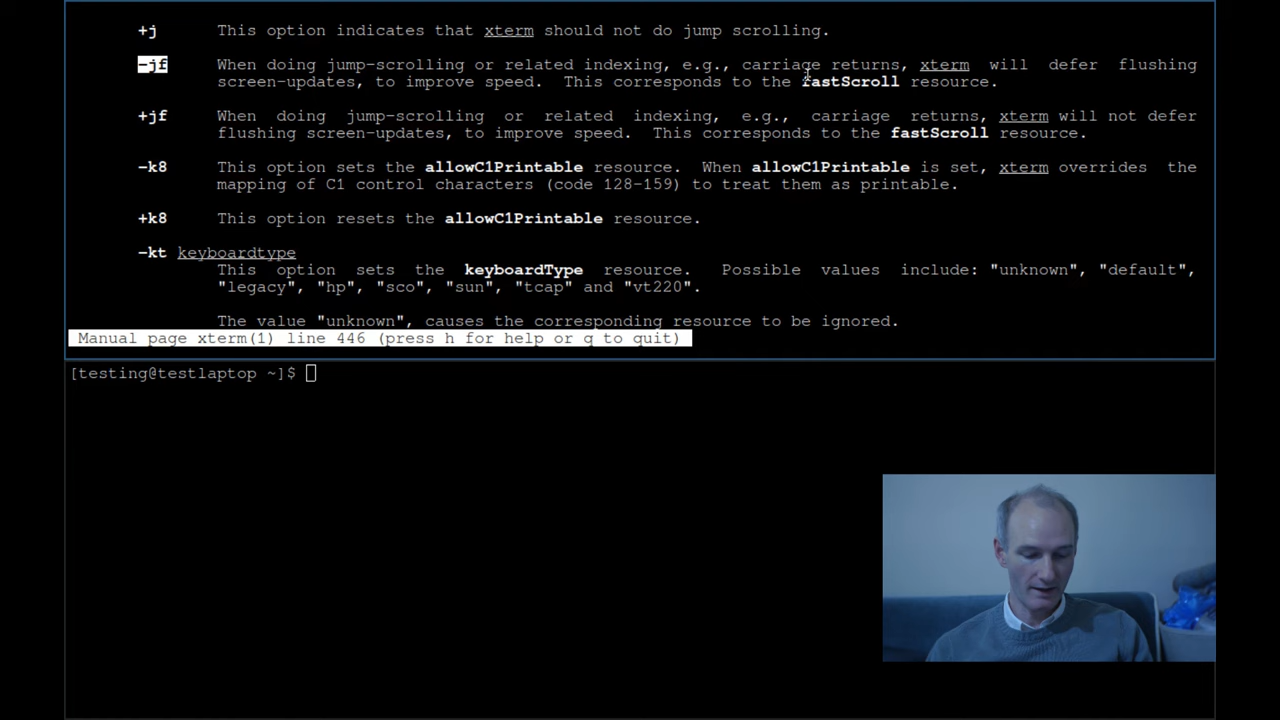 +j This option indicates that xterm should not do jump scrolling.
-jf When doing jump-scrolling or related indexing, e.g., carriage returns, xterm will defer flushing
screen-updates, to improve speed. This corresponds to the fastScroll resource.
+jf When doing jump-scrolling or related indexing, e.g., carriage returns, xterm will not defer
flushing screen-updates, to improve speed. This corresponds to the fastScroll resource.
-k8 This option sets the allowC1Printable resource. When allowC1Printable is set, xterm overrides the
mapping of C1 control characters (code 128-159) to treat them as printable.
+k8 This option resets the allowC1Printable resource.
-kt keyboardtype
This option sets the keyboardType resource. Possible values include: "unknown", "default",
"legacy", "hp", "sco", "sun", "tcap" and "vt220".
The value "unknown", causes the corresponding resource to be ignored.
Manual page xterm(1) line 446 (press h for help or q to quit)
[testing@testlaptop ~]$